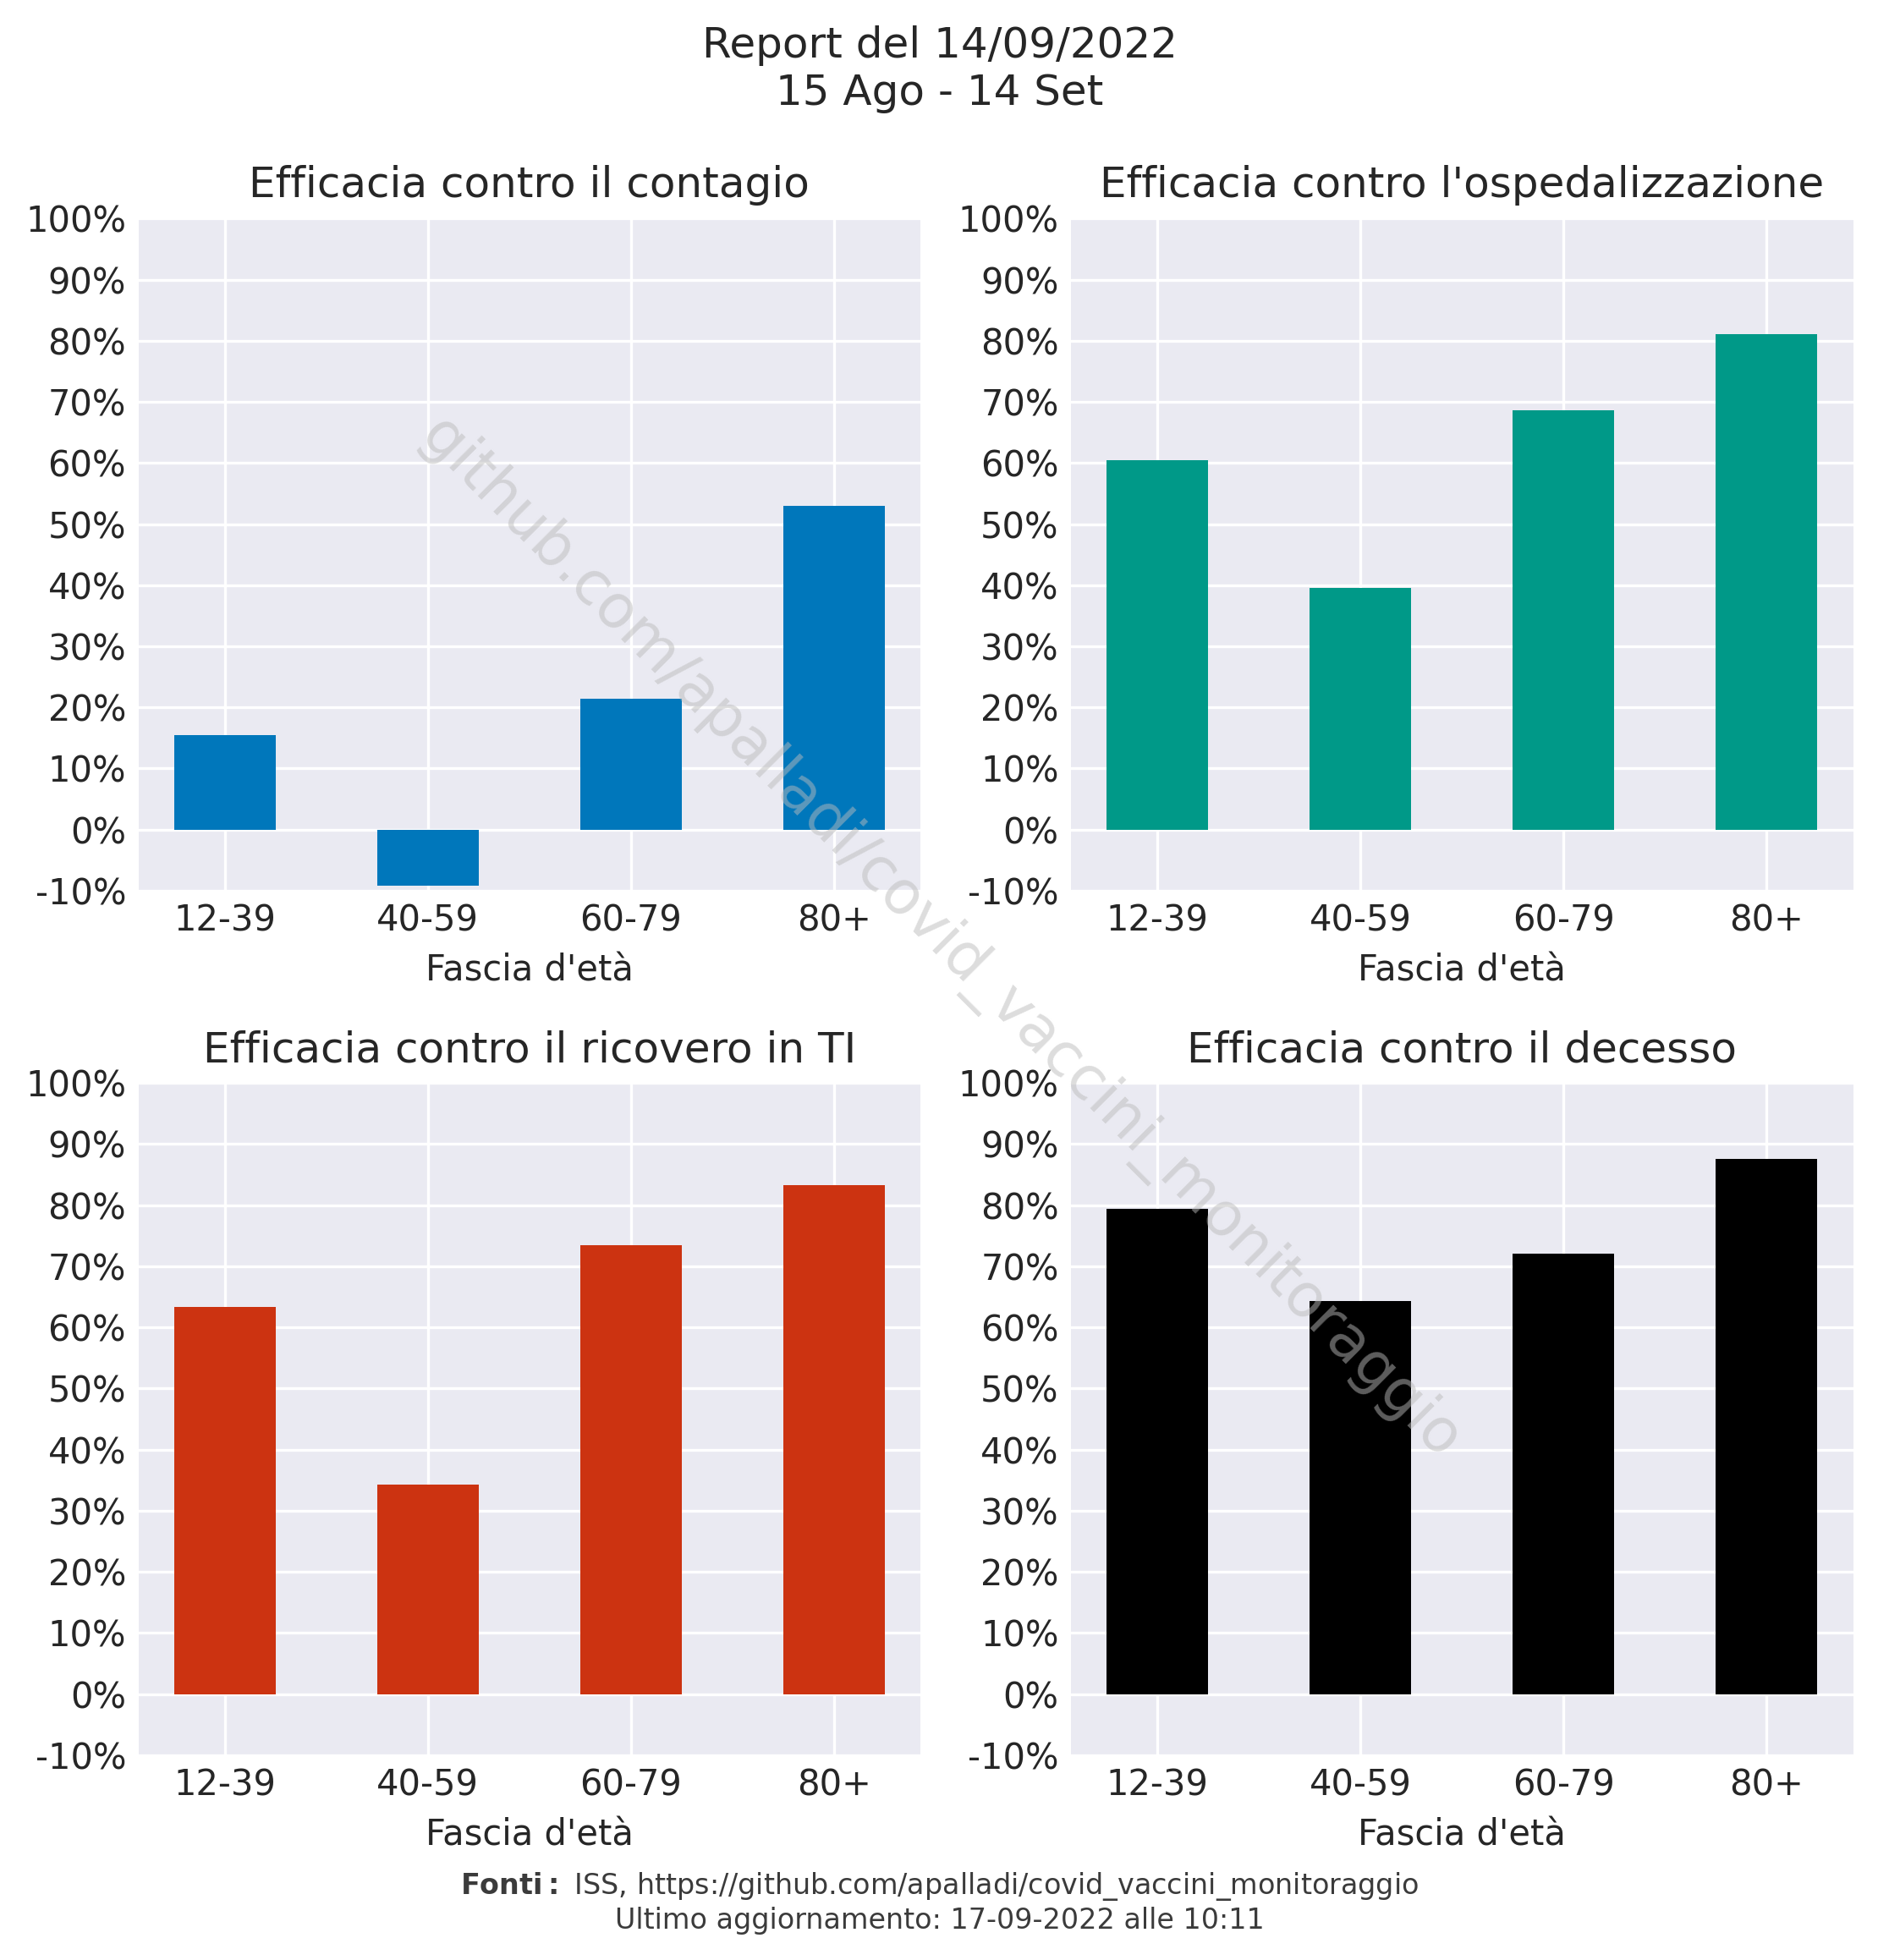 Report del 14/09/2022
15 Ago - 14 Set
Efficacia contro il contagio
100%
90%
80%
70%
60%
50%
40%
30%
20%
10%
0%
-10%
12-39 40-59 60-79 80+
Fascia d'età
Efficacia contro l'ospedalizzazione
100%
90%
80%
70%
60%
50%
40%
30%
20%
10%
0%
-10%
12-39 40-59 60-79 80+
Fascia d'età
Efficacia contro il ricovero in TI
100%
90%
80%
70%
60%
50%
40%
30%
20%
10%
0%
-10%
12-39 40-59 60-79 80+
Fascia d'età
Efficacia contro il decesso
100%
90%
80%
70%
60%
50%
40%
30%
20%
10%
0%
-10%
12-39 40-59 60-79 80+
Fascia d'età
github.com/apalladi/covid_vaccini_monitoraggio
Fonti: ISS, https://github.com/apalladi/covid_vaccini_monitoraggio
Ultimo aggiornamento: 17-09-2022 alle 10:11